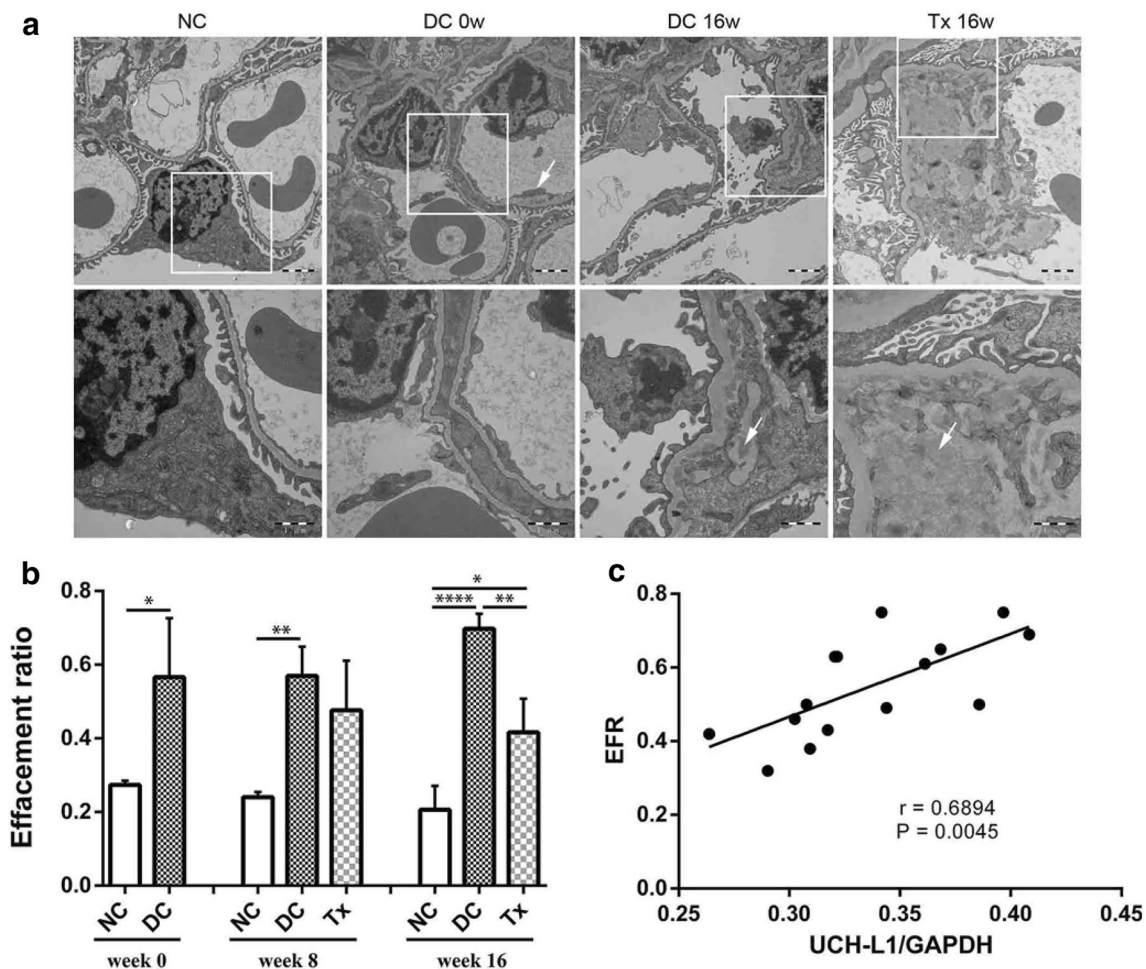 a
NC
DC 0w
DC 16w
Tx 16w
b
Effacement ratio
0.8
0.6
0.4
0.2
0.0
*
**
*
****
**
NC
DC
NC
DC
Tx
NC
DC
Tx
week 0
week 8
week 16
c
EFR
0.8
0.6
0.4
0.2
0.0
r = 0.6894
P = 0.0045
0.25
0.30
0.35
0.40
0.45
UCH-L1/GAPDH